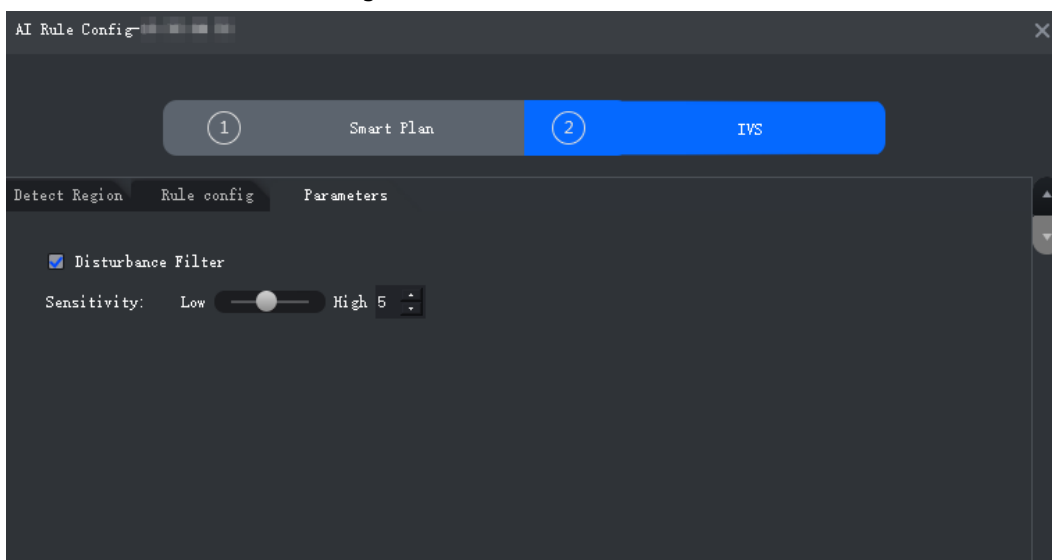 AI Rule Config-
1 Smart Plan 2 IVS
Detect Region Rule config Parameters
Disturbance Filter
Sensitivity: Low High 5